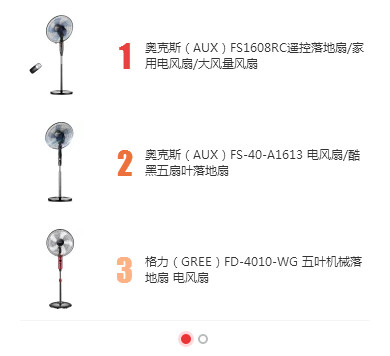 1
奥克斯（AUX）FS1608RC遥控落地扇/家
用电风扇/大风量风扇
2
奥克斯（AUX）FS-40-A1613 电风扇/酷
黑五扇叶落地扇
3
格力（GREE）FD-4010-WG 五叶机械落
地扇 电风扇